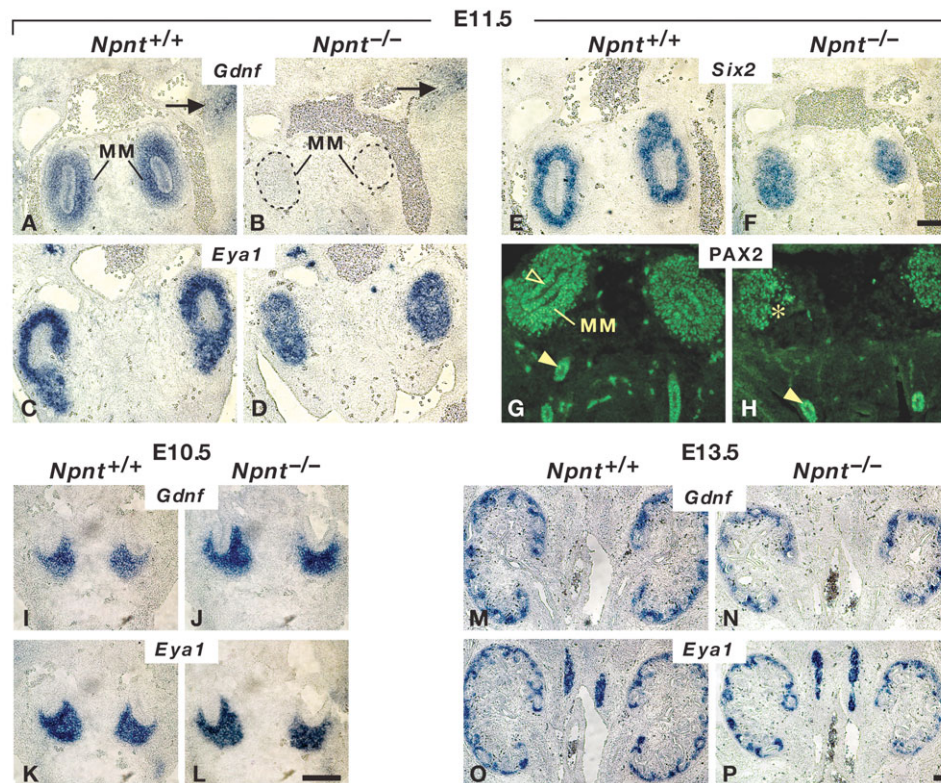 E11.5
Npnt+/+ Npnt−/− Npnt+/+ Npnt−/−
Gdnf Six2
MM MM
A B E F
Eya1 PAX2
MM
*
C D G H
E10.5 E13.5
Npnt+/+ Npnt−/− Npnt+/+ Npnt−/−
Gdnf Gdnf
I J M N
Eya1 Eya1
K L O P